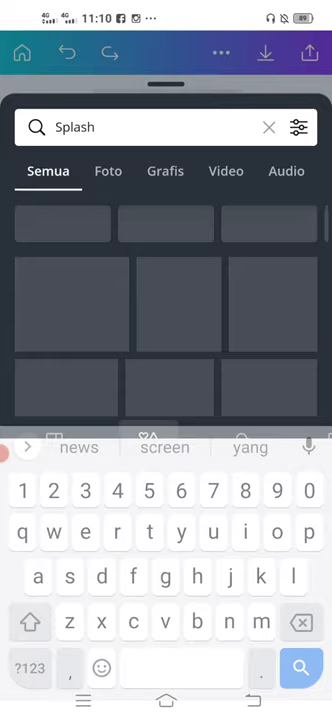 4G 4G 11:10 89
Splash
Semua Foto Grafis Video Audio
news screen yang
1 2 3 4 5 6 7 8 9 0
q w e r t y u i o p
a s d f g h j k l
z x c v b n m
?123 , .